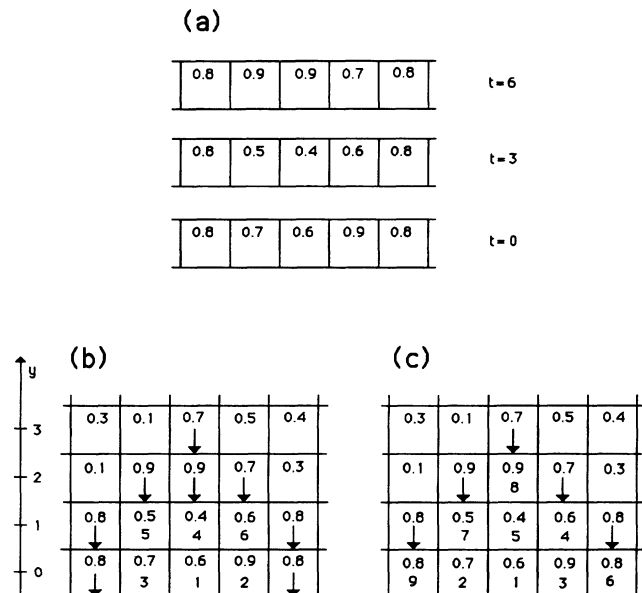 (a)
0.8 0.9 0.9 0.7 0.8 t=6
0.8 0.5 0.4 0.6 0.8 t=3
0.8 0.7 0.6 0.9 0.8 t=0
(b)
y
3
0.3 0.1 0.7 0.5 0.4
2
0.1 0.9 0.9 0.7 0.3
1
0.8 0.5 0.4 0.6 0.8
5 4 6
0
0.8 0.7 0.6 0.9 0.8
3 1 2
(c)
0.3 0.1 0.7 0.5 0.4
0.1 0.9 0.9 0.7 0.3
8
0.8 0.5 0.4 0.6 0.8
7 5 4
0.8 0.7 0.6 0.9 0.8
9 2 1 3 6